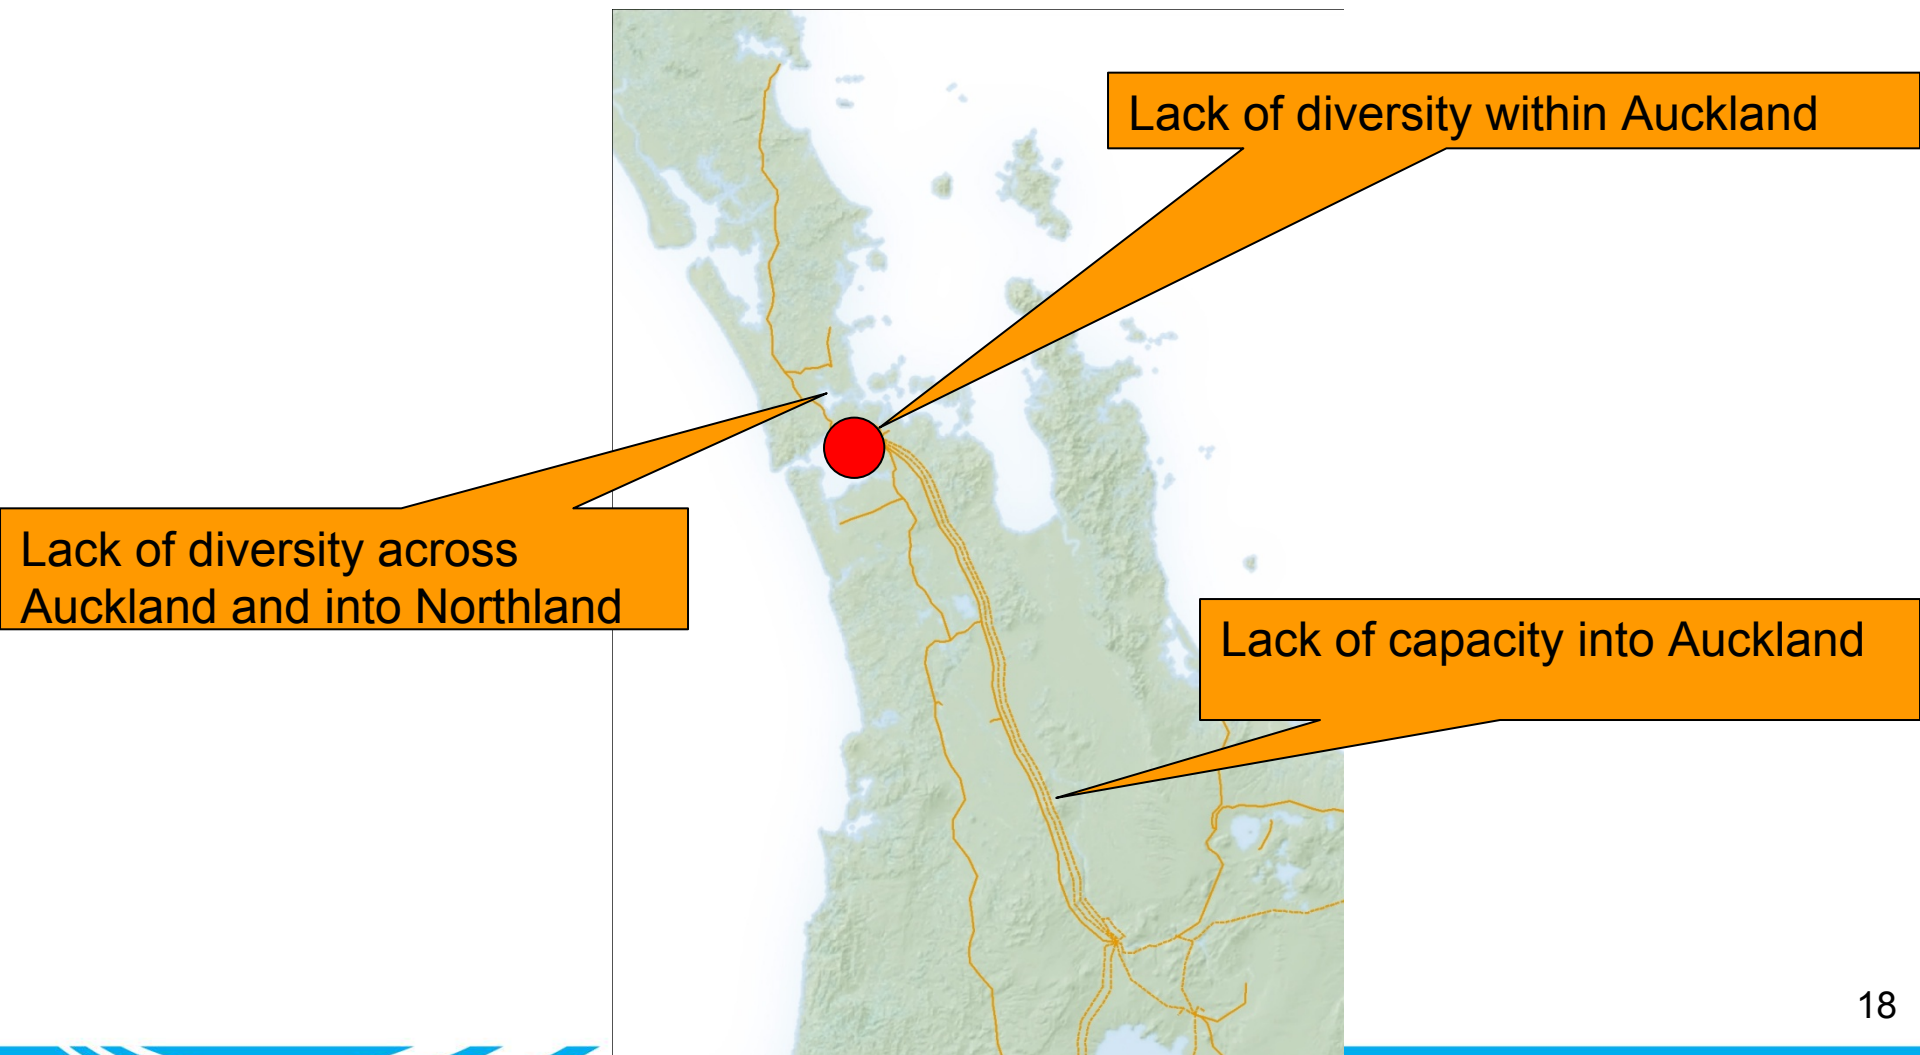 Lack of diversity within Auckland
Lack of diversity across
Auckland and into Northland
Lack of capacity into Auckland
18